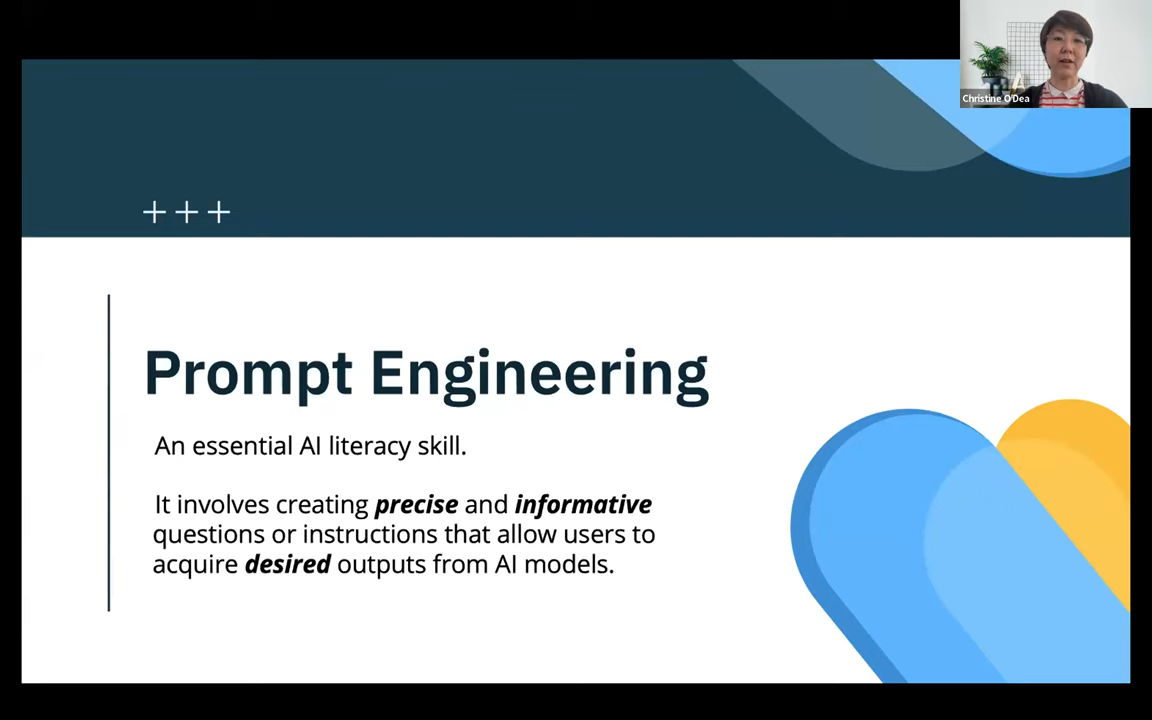 Christine O'Dea
+++
Prompt Engineering
An essential AI literacy skill.
It involves creating precise and informative
questions or instructions that allow users to
acquire desired outputs from AI models.